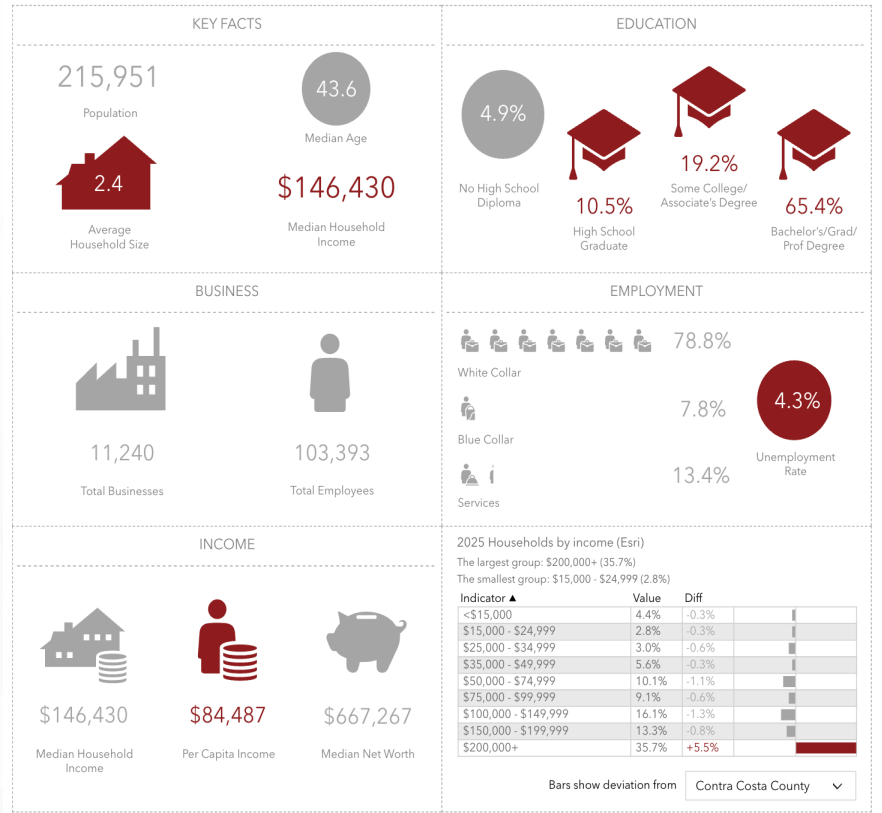 KEY FACTS
215,951
Population
43.6
Median Age
2.4
Average
Household Size
$146,430
Median Household
Income
EDUCATION
4.9%
No High School
Diploma
10.5%
High School
Graduate
19.2%
Some College/
Associate's Degree
65.4%
Bachelor's/Grad/
Prof Degree
BUSINESS
11,240
Total Businesses
103,393
Total Employees
EMPLOYMENT
78.8%
White Collar
7.8%
Blue Collar
13.4%
Services
4.3%
Unemployment
Rate
INCOME
$146,430
Median Household
Income
$84,487
Per Capita Income
$667,267
Median Net Worth
2025 Households by income (Esri)
The largest group: $200,000+ (35.7%)
The smallest group: $15,000 - $24,999 (2.8%)
Indicator ▲ Value Diff
<$15,000 4.4% -0.3%
$15,000 - $24,999 2.8% -0.3%
$25,000 - $34,999 3.0% -0.6%
$35,000 - $49,999 5.6% -0.3%
$50,000 - $74,999 10.1% -1.1%
$75,000 - $99,999 9.1% -0.6%
$100,000 - $149,999 16.1% -1.3%
$150,000 - $199,999 13.3% -0.8%
$200,000+ 35.7% +5.5%
Bars show deviation from Contra Costa County